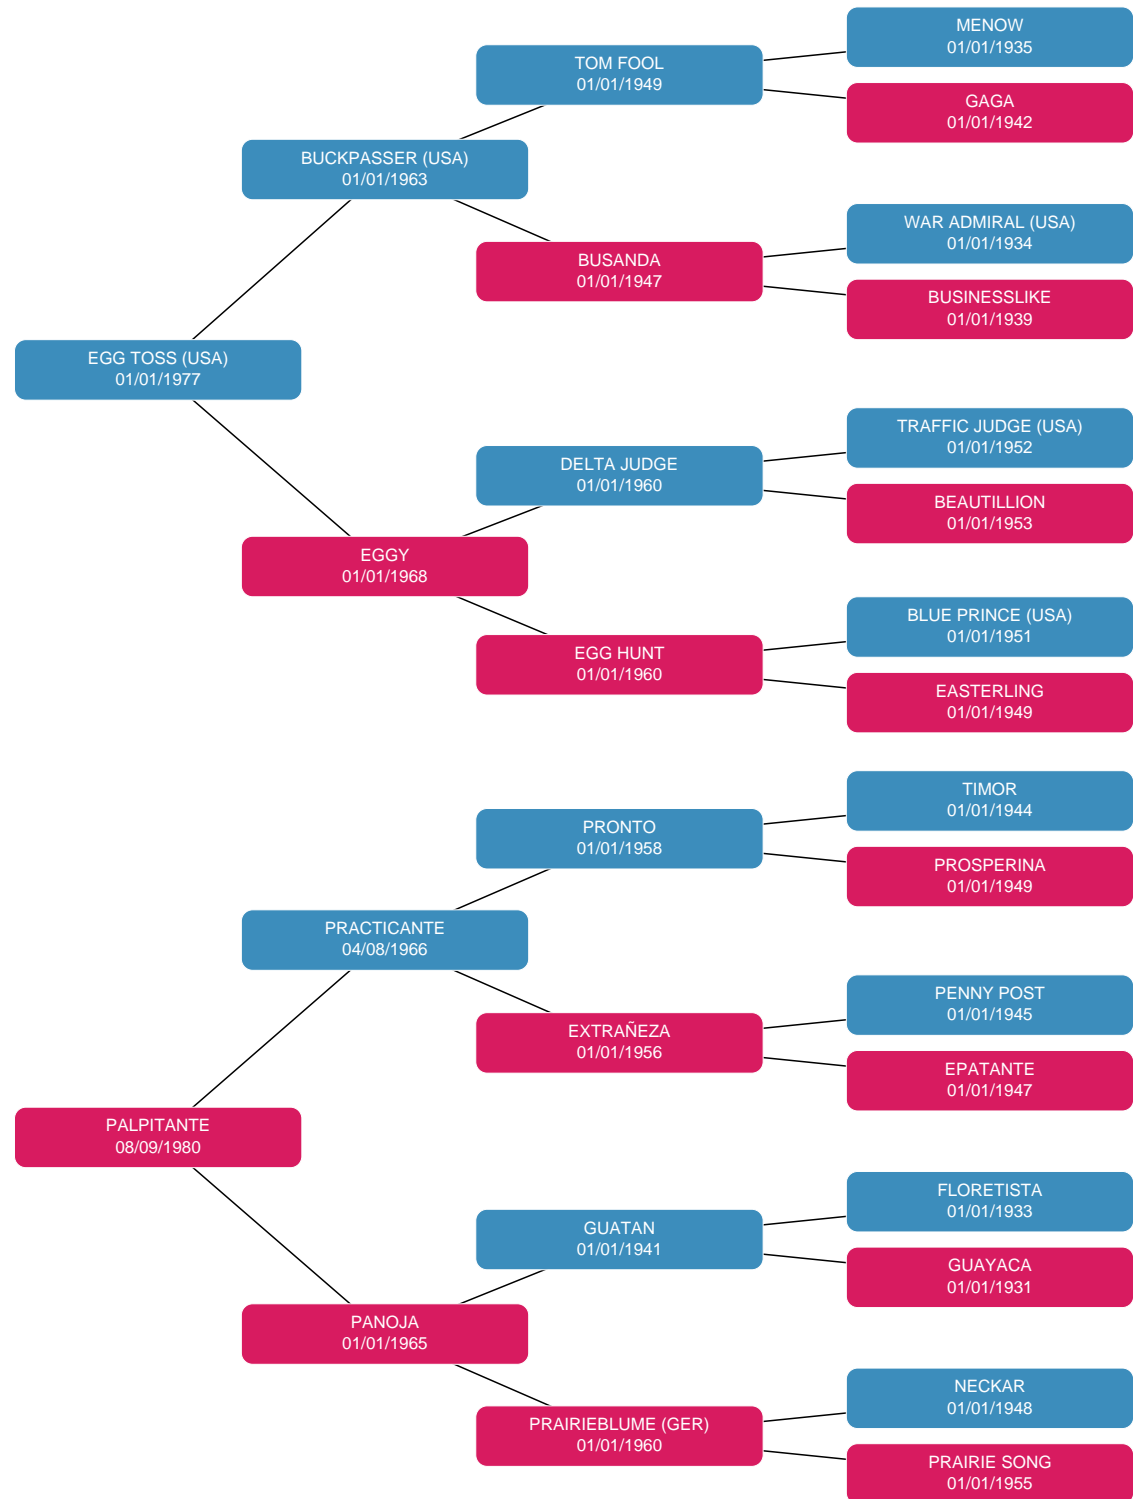 MENOW
01/01/1935
TOM FOOL
01/01/1949
GAGA
01/01/1942
BUCKPASSER (USA)
01/01/1963
WAR ADMIRAL (USA)
01/01/1934
BUSANDA
01/01/1947
BUSINESSLIKE
01/01/1939
EGG TOSS (USA)
01/01/1977
TRAFFIC JUDGE (USA)
01/01/1952
DELTA JUDGE
01/01/1960
BEAUTILLION
01/01/1953
EGGY
01/01/1968
BLUE PRINCE (USA)
01/01/1951
EGG HUNT
01/01/1960
EASTERLING
01/01/1949
TIMOR
01/01/1944
PRONTO
01/01/1958
PROSPERINA
01/01/1949
PRACTICANTE
04/08/1966
PENNY POST
01/01/1945
EXTRAÑEZA
01/01/1956
EPATANTE
01/01/1947
PALPITANTE
08/09/1980
FLORETISTA
01/01/1933
GUATAN
01/01/1941
GUAYACA
01/01/1931
PANOJA
01/01/1965
NECKAR
01/01/1948
PRAIRIEBLUME (GER)
01/01/1960
PRAIRIE SONG
01/01/1955